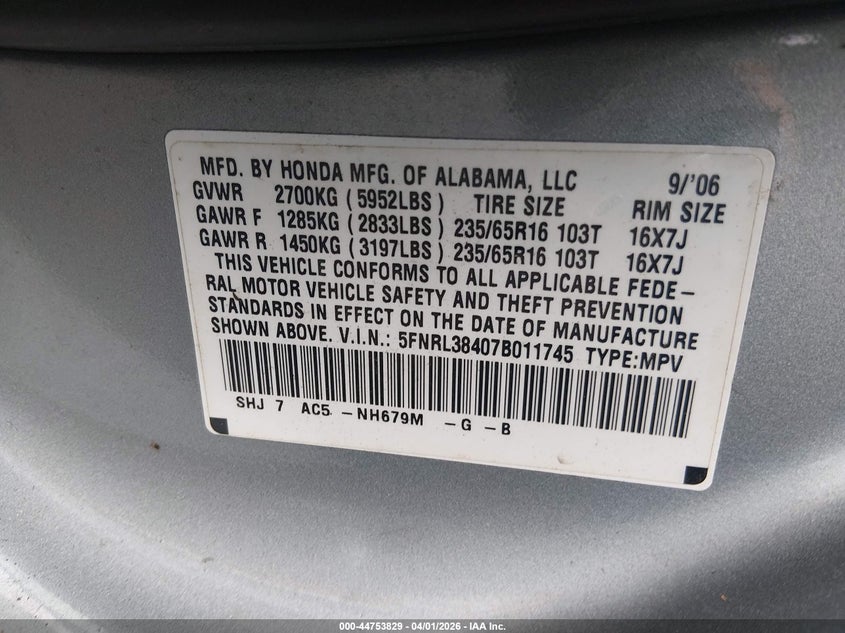 MFD. BY HONDA MFG. OF ALABAMA, LLC 9/'06
GVWR 2700KG ( 5952LBS ) TIRE SIZE RIM SIZE
GAWR F 1285KG ( 2833LBS ) 235/65R16 103T 16X7J
GAWR R 1450KG ( 3197LBS ) 235/65R16 103T 16X7J
THIS VEHICLE CONFORMS TO ALL APPLICABLE FEDE-
RAL MOTOR VEHICLE SAFETY AND THEFT PREVENTION
STANDARDS IN EFFECT ON THE DATE OF MANUFACTURE
SHOWN ABOVE. V.I.N.: 5FNRL38407B011745 TYPE:MPV
SHJ 7 AC5 -NH679M -G -B
000-44753829 - 04/01/2026 - IAA Inc.